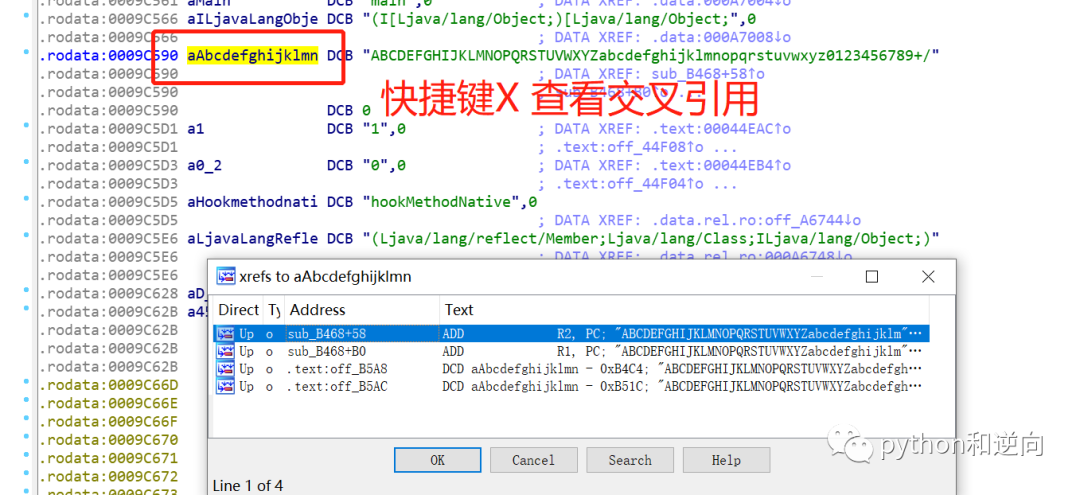 .rodata:0009C561 aMain DCB "main",0 ; DATA XREF: .data:000A7004↓o
.rodata:0009C566 aILjavaLangObje DCB "(I[Ljava/lang/Object;)[Ljava/lang/Object;",0
.rodata:0009C566 ; DATA XREF: .data:000A7008↓o
.rodata:0009C590 aAbcdefghijklmn DCB "ABCDEFGHIJKLMNOPQRSTUVWXYZabcdefghijklmnopqrstuvwxyz0123456789+/"
.rodata:0009C590 ; DATA XREF: sub_B468+58↑o
.rodata:0009C590 ; sub_B468+B0↑o ...
快捷键X 查看交叉引用
.rodata:0009C590 DCB 0
.rodata:0009C5D1 a1 DCB "1",0 ; DATA XREF: .text:00044EAC↑o
.rodata:0009C5D1 ; .text:off_44F08↑o ...
.rodata:0009C5D3 a0_2 DCB "0",0 ; DATA XREF: .text:00044EB4↑o
.rodata:0009C5D3 ; .text:off_44F04↑o ...
.rodata:0009C5D5 aHookmethodnati DCB "hookMethodNative",0
.rodata:0009C5D5 ; DATA XREF: .data.rel.ro:off_A6744↓o
.rodata:0009C5E6 aLjavaLangRefle DCB "(Ljava/lang/reflect/Member;Ljava/lang/Class;ILjava/lang/Object;)"
.rodata:0009C5E6 ; DATA XREF: .data.rel.ro:000A6748↓o
.rodata:0009C5E6
.rodata:0009C628 aD
.rodata:0009C62B a4
.rodata:0009C62B
.rodata:0009C62B
.rodata:0009C62B
.rodata:0009C66D
.rodata:0009C66E
.rodata:0009C66F
.rodata:0009C670
.rodata:0009C671
.rodata:0009C672
.rodata:0009C673
xrefs to aAbcdefghijklmn
Direct Ty Address Text
Up o sub_B468+58 ADD R2, PC; "ABCDEFGHIJKLMNOPQRSTUVWXYZabcdefghijklm"···
Up o sub_B468+B0 ADD R1, PC; "ABCDEFGHIJKLMNOPQRSTUVWXYZabcdefghijklm"···
Up o .text:off_B5A8 DCD aAbcdefghijklmn - 0xB4C4; "ABCDEFGHIJKLMNOPQRSTUVWXYZabcdefgh···
Up o .text:off_B5AC DCD aAbcdefghijklmn - 0xB51C; "ABCDEFGHIJKLMNOPQRSTUVWXYZabcdefgh···
OK Cancel Search Help
Line 1 of 4
python和逆向